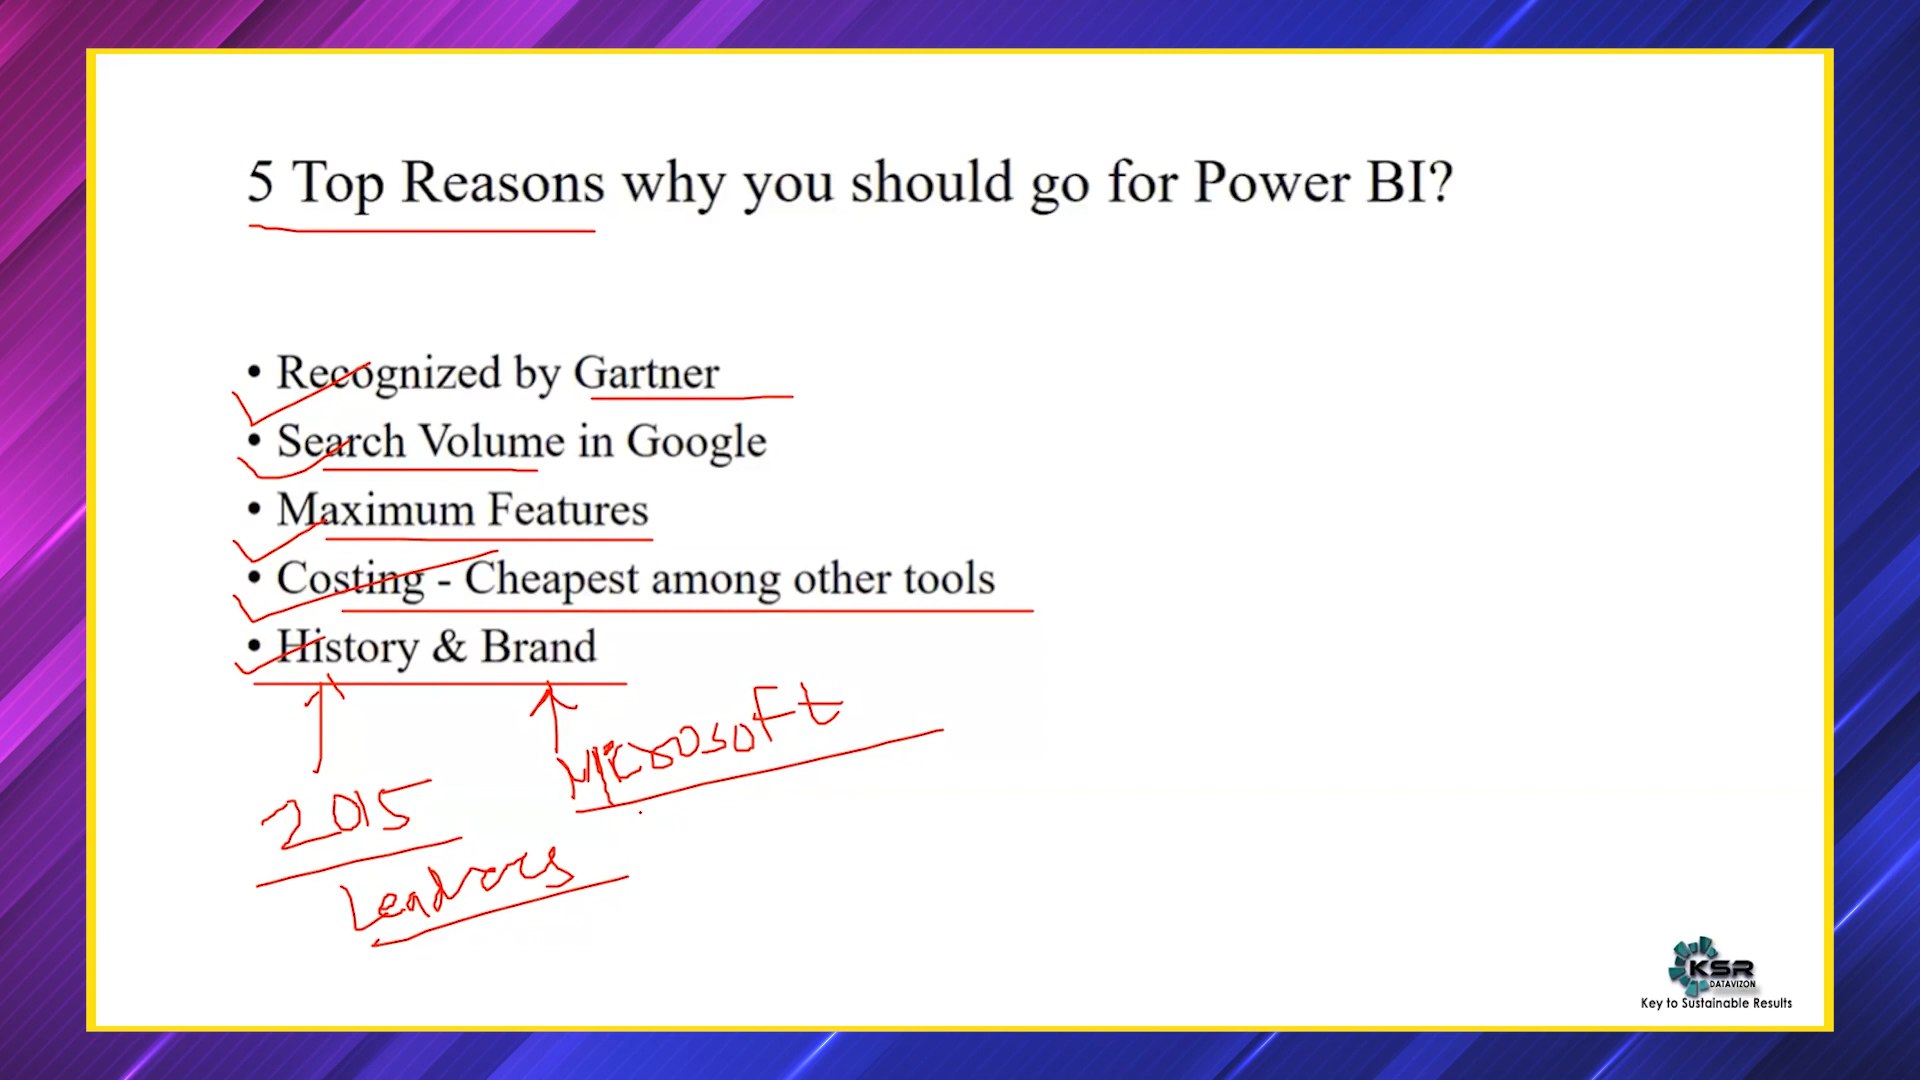 5 Top Reasons why you should go for Power BI?
• Recognized by Gartner
• Search Volume in Google
• Maximum Features
• Costing - Cheapest among other tools
• History & Brand
Microsoft
2015
Leaders
KSR
DATAVIZON
Key to Sustainable Results